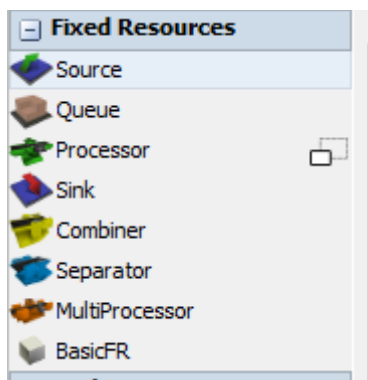 Fixed Resources
Source
Queue
Processor
Sink
Combiner
Separator
MultiProcessor
BasicFR